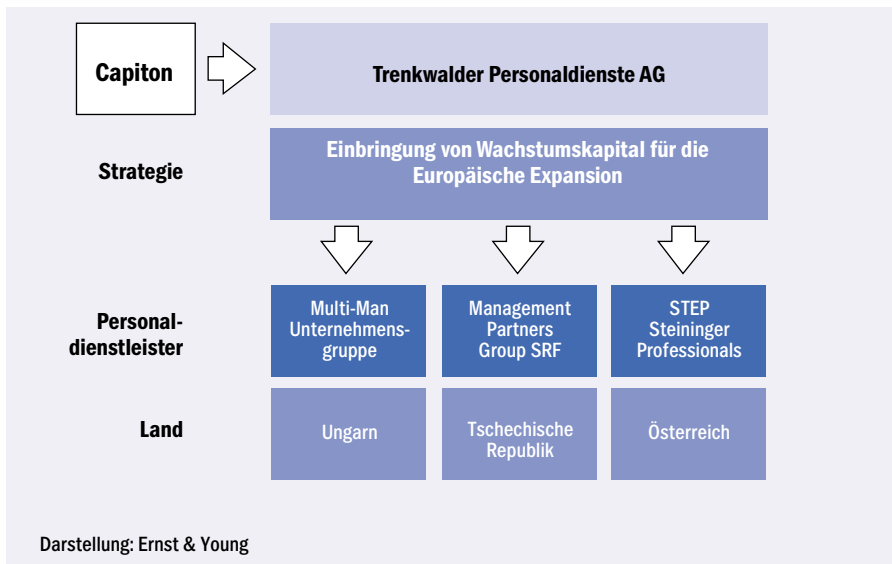 Capiton
Trenkwalder Personaldienste AG
Strategie
Einbringung von Wachstumskapital für die
Europäische Expansion
Personal-
dienstleister
Multi-Man
Unternehmens-
gruppe
Management
Partners
Group SRF
STEP
Steininger
Professionals
Land
Ungarn
Tschechische
Republik
Österreich
Darstellung: Ernst & Young